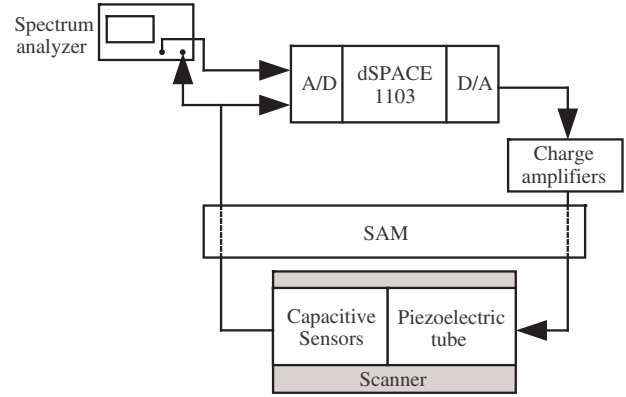 Spectrum
analyzer
A/D
dSPACE
1103
D/A
Charge
amplifiers
SAM
Capacitive
Sensors
Piezoelectric
tube
Scanner